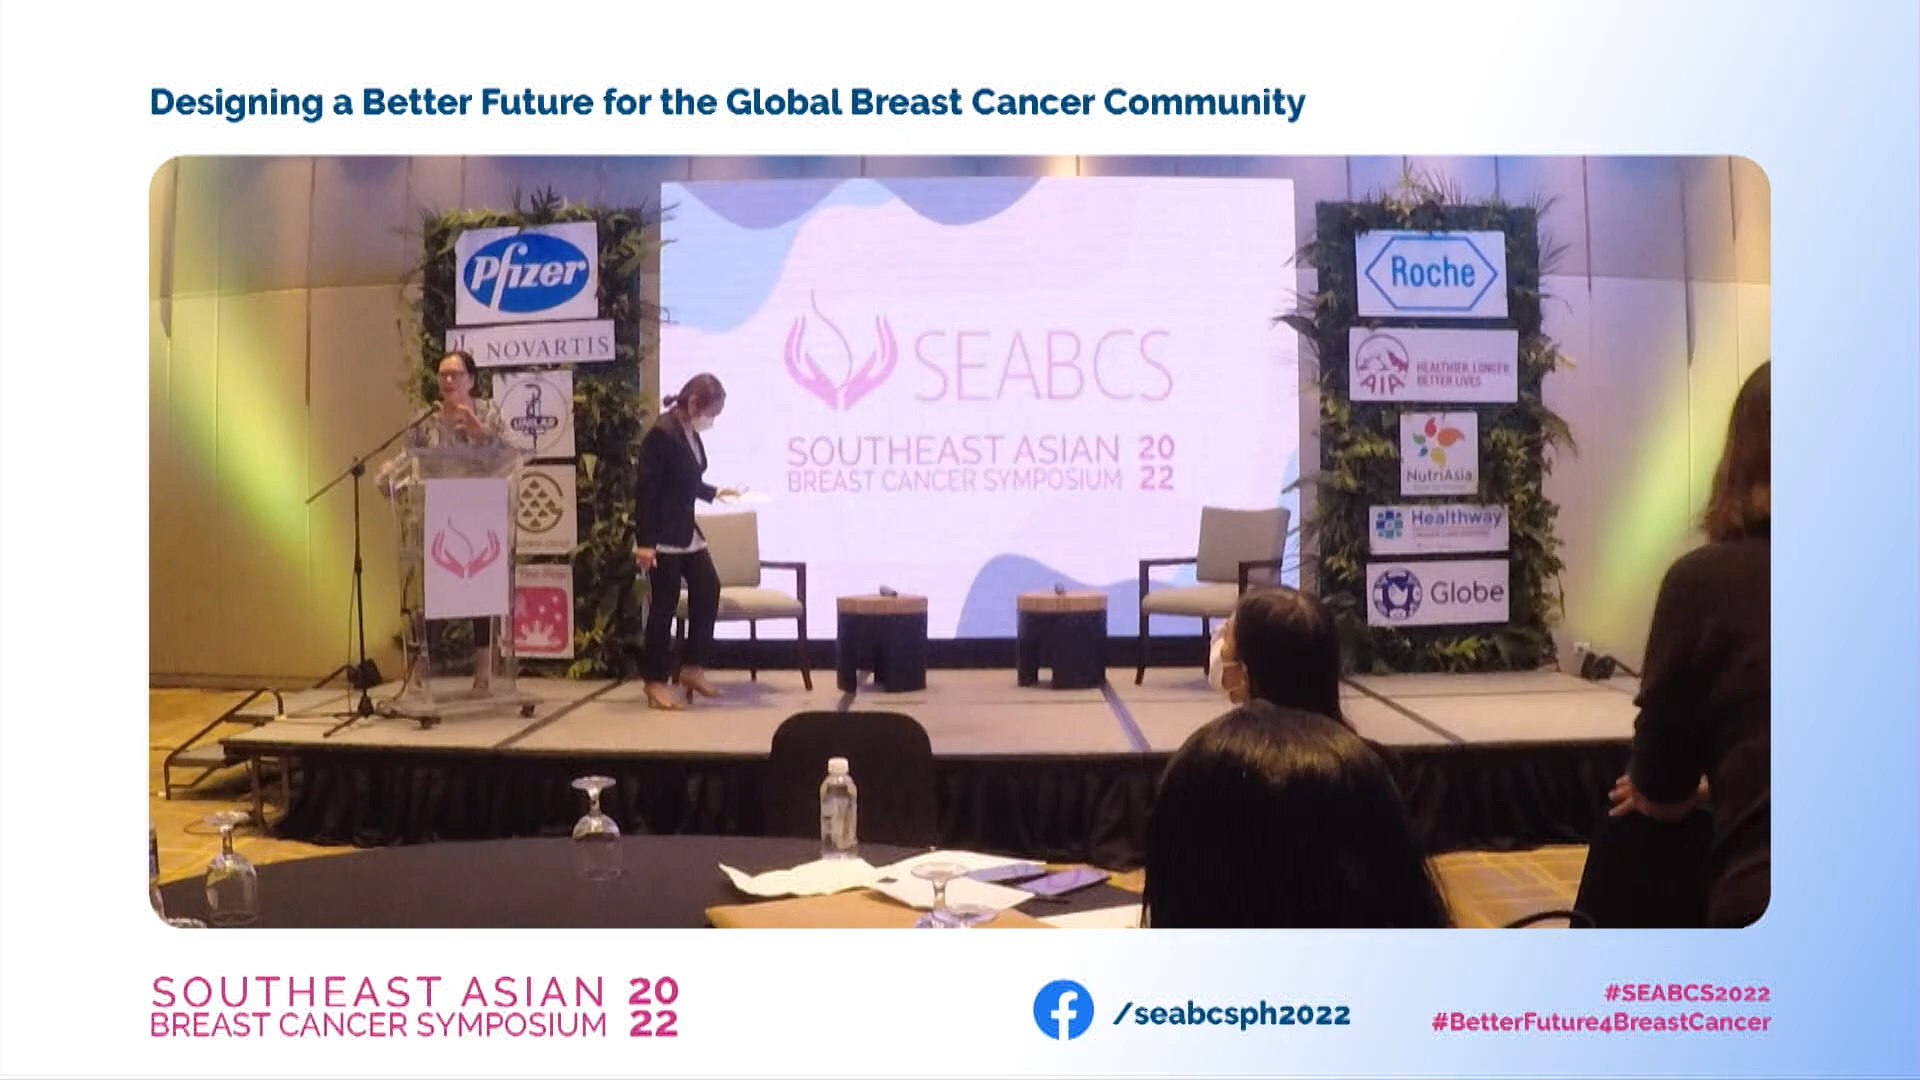 Designing a Better Future for the Global Breast Cancer Community
Pfizer
NOVARTIS
UNILAB
SEABCS
SOUTHEAST ASIAN 20
BREAST CANCER SYMPOSIUM 22
Roche
AIA
HEALTHIER, LONGER,
BETTER LIVES
NutriAsia
Healthway
Globe
SOUTHEAST ASIAN 20
BREAST CANCER SYMPOSIUM 22
/seabcsph2022
#SEABCS2022
#BetterFuture4BreastCancer